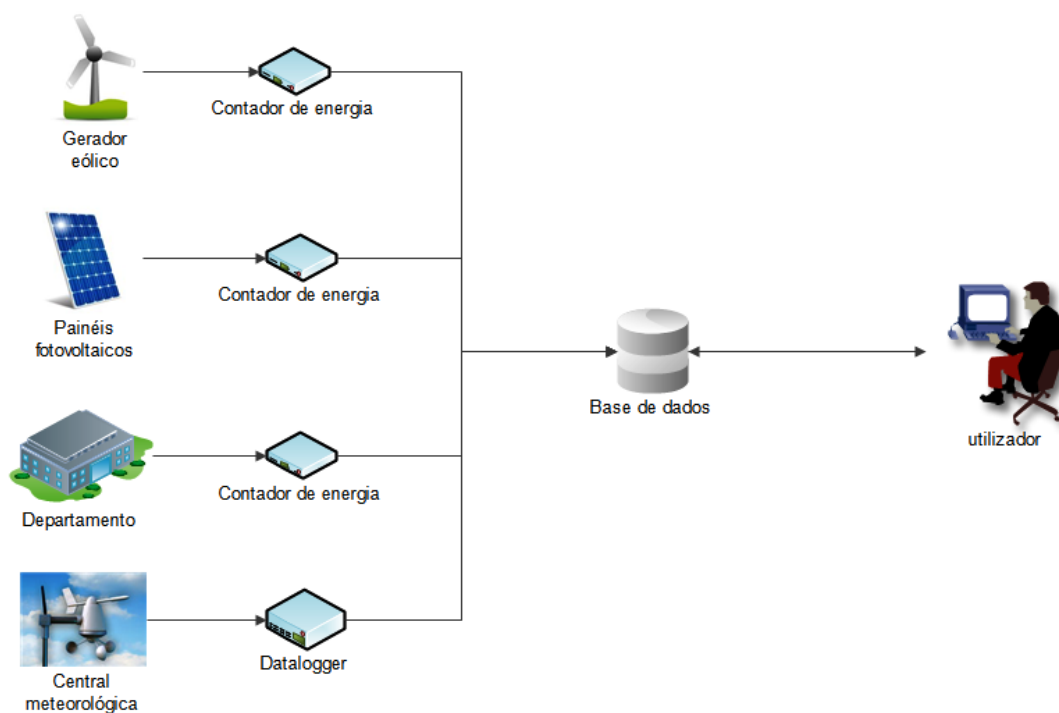 Contador de energia
Gerador
eólico
Contador de energia
Painéis
fotovoltaicos
Base de dados
utilizador
Contador de energia
Departamento
Datalogger
Central
meteorológica